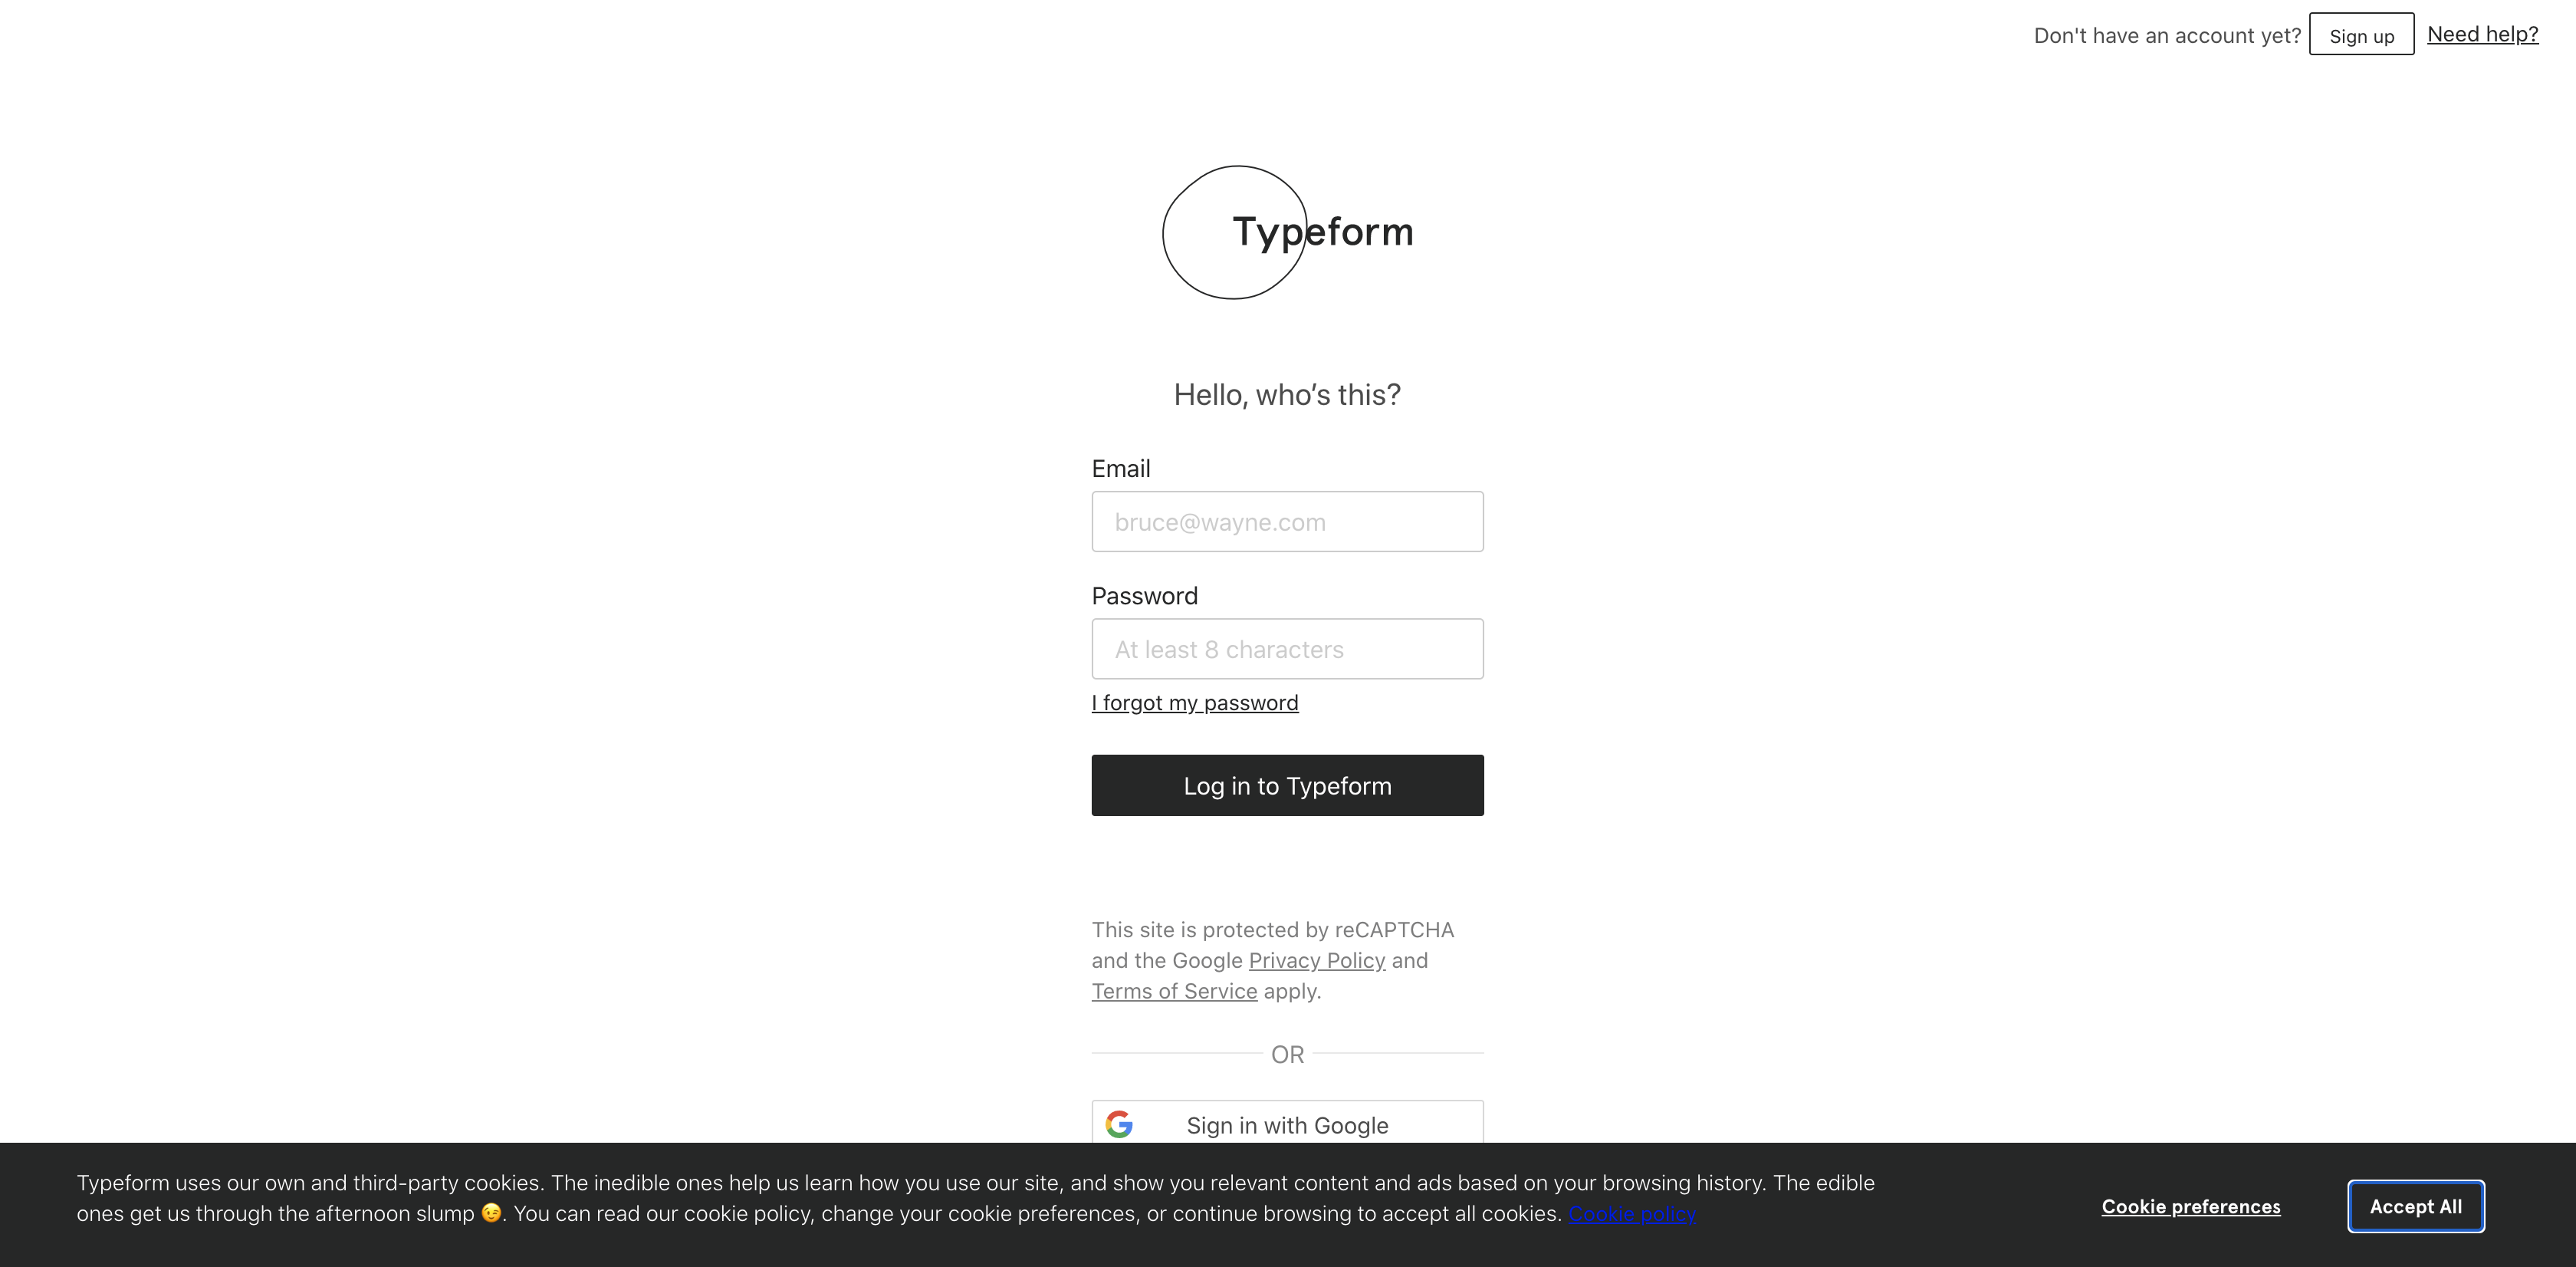 Don't have an account yet? Sign up Need help?
Typeform
Hello, who’s this?
Email
bruce@wayne.com
Password
At least 8 characters
I forgot my password
Log in to Typeform
This site is protected by reCAPTCHA
and the Google Privacy Policy and
Terms of Service apply.
OR
Sign in with Google
Typeform uses our own and third-party cookies. The inedible ones help us learn how you use our site, and show you relevant content and ads based on your browsing history. The edible
ones get us through the afternoon slump 😉. You can read our cookie policy, change your cookie preferences, or continue browsing to accept all cookies. Cookie policy
Cookie preferences
Accept All